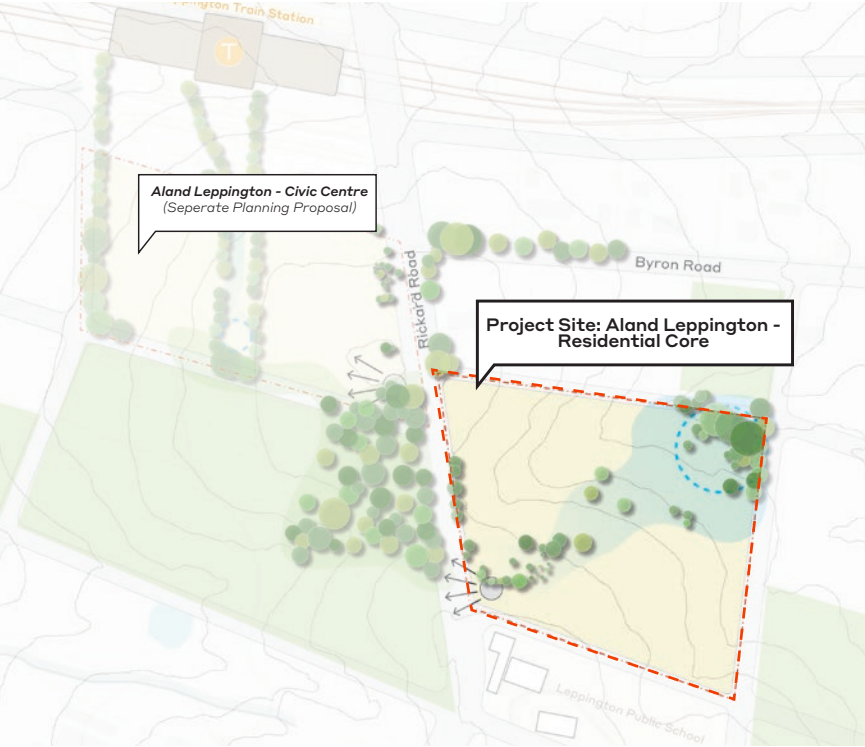 ppington Train Station
T
Aland Leppington - Civic Centre
(Seperate Planning Proposal)
Rickard Road
Byron Road
Project Site: Aland Leppington -
Residential Core
Leppington Public School